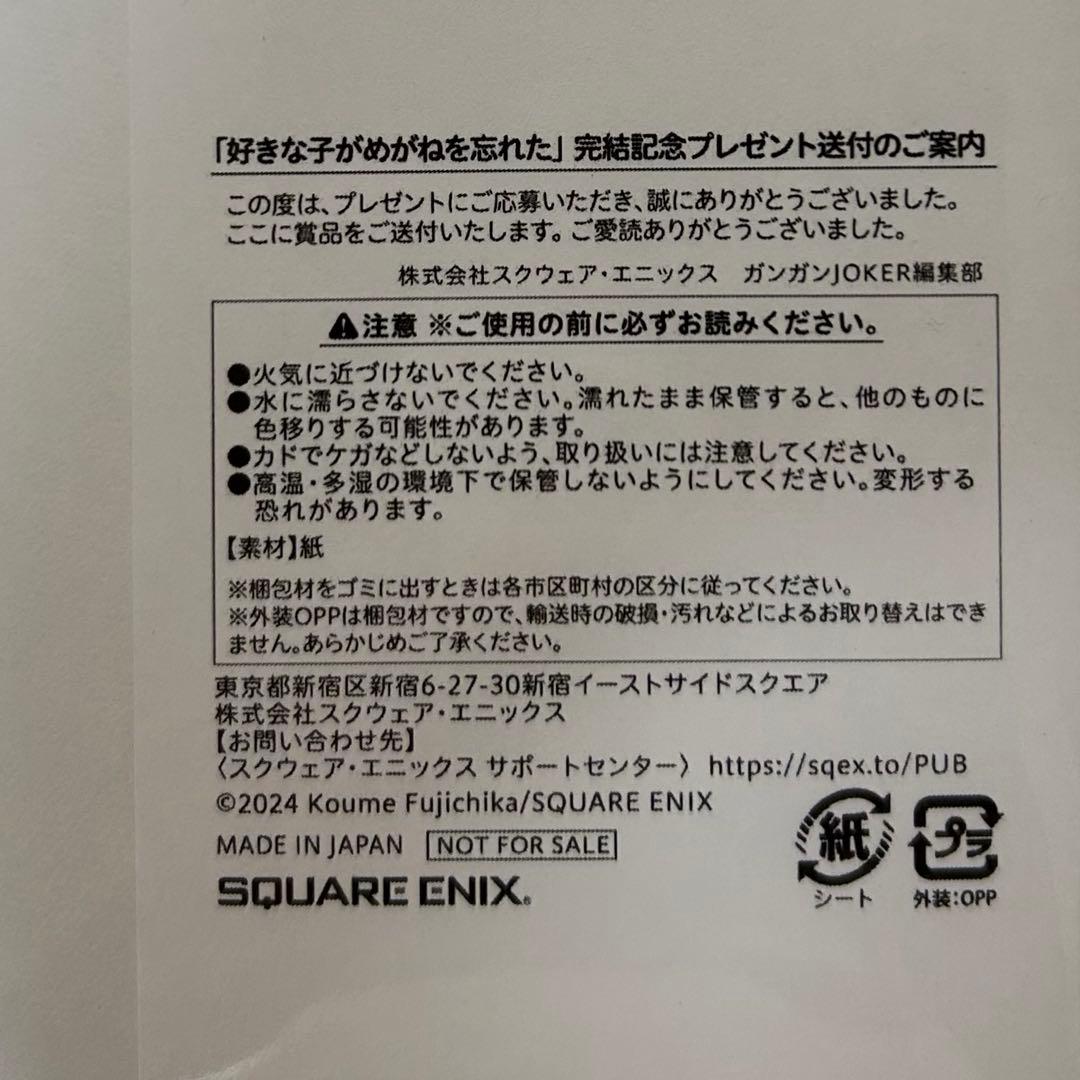 「好きな子がめがねを忘れた」完結記念プレゼント送付のご案内
この度は、プレゼントにご応募いただき、誠にありがとうございました。
ここに賞品をご送付いたします。ご愛読ありがとうございました。
株式会社スクウェア・エニックス　ガンガンJOKER編集部
⚠注意 ※ご使用の前に必ずお読みください。
●火気に近づけないでください。
●水に濡らさないでください。濡れたまま保管すると、他のものに
色移りする可能性があります。
●カドでケガなどしないよう、取り扱いには注意してください。
●高温・多湿の環境下で保管しないようにしてください。変形する
恐れがあります。
【素材】紙
※梱包材をゴミに出すときは各市区町村の区分に従ってください。
※外装OPPは梱包材ですので、輸送時の破損・汚れなどによるお取り替えはでき
ません。あらかじめご了承ください。
東京都新宿区新宿6-27-30新宿イーストサイドスクエア
株式会社スクウェア・エニックス
【お問い合わせ先】
〈スクウェア・エニックス サポートセンター〉 https://sqex.to/PUB
©2024 Koume Fujichika/SQUARE ENIX
MADE IN JAPAN NOT FOR SALE
SQUARE ENIX®
紙
シート
プラ
外装:OPP